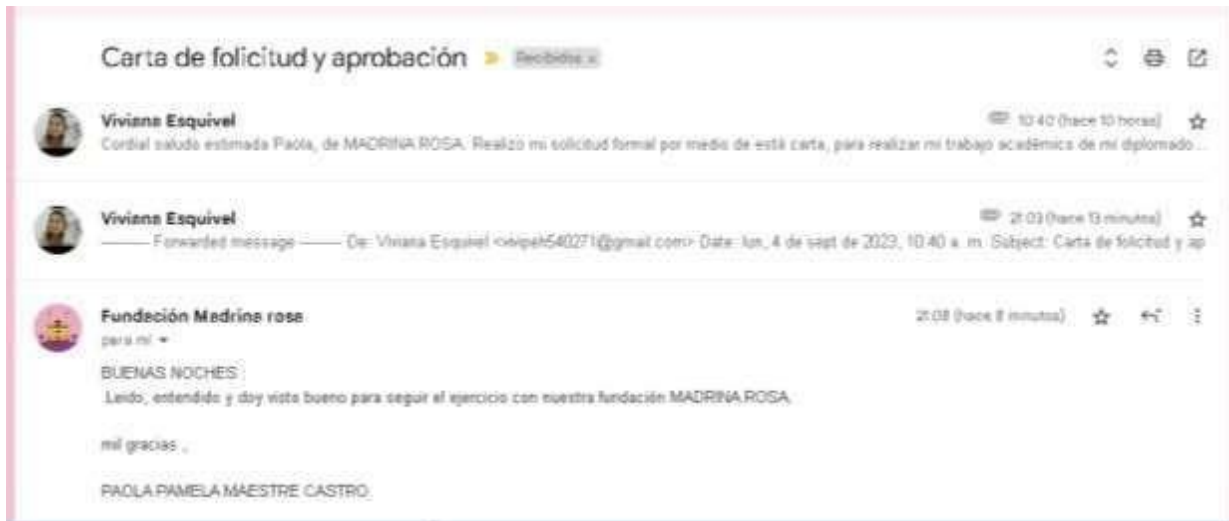 Carta de folicitud y aprobación Recibidos x
Viviana Esquivel 10:40 (hace 10 horas)
Cordial saludo estimada Paola, de MADRINA ROSA. Realizó mi solicitud formal por medio de está carta, para realizar mi trabajo académico de mi diplomado...
Viviana Esquivel 21:03 (hace 13 minutos)
---------- Forwarded message ---------- De: Viviana Esquivel Date: lun, 4 de sept de 2023, 10:40 a. m. Subject: Carta de folicitud y ap
Fundación Madrina rosa 21:08 (hace 8 minutos)
para mí
BUENAS NOCHES
Leido, entendido y doy visto bueno para seguir el ejercicio con nuestra fundación MADRINA ROSA.
mil gracias ,
PAOLA PAMELA MAESTRE CASTRO